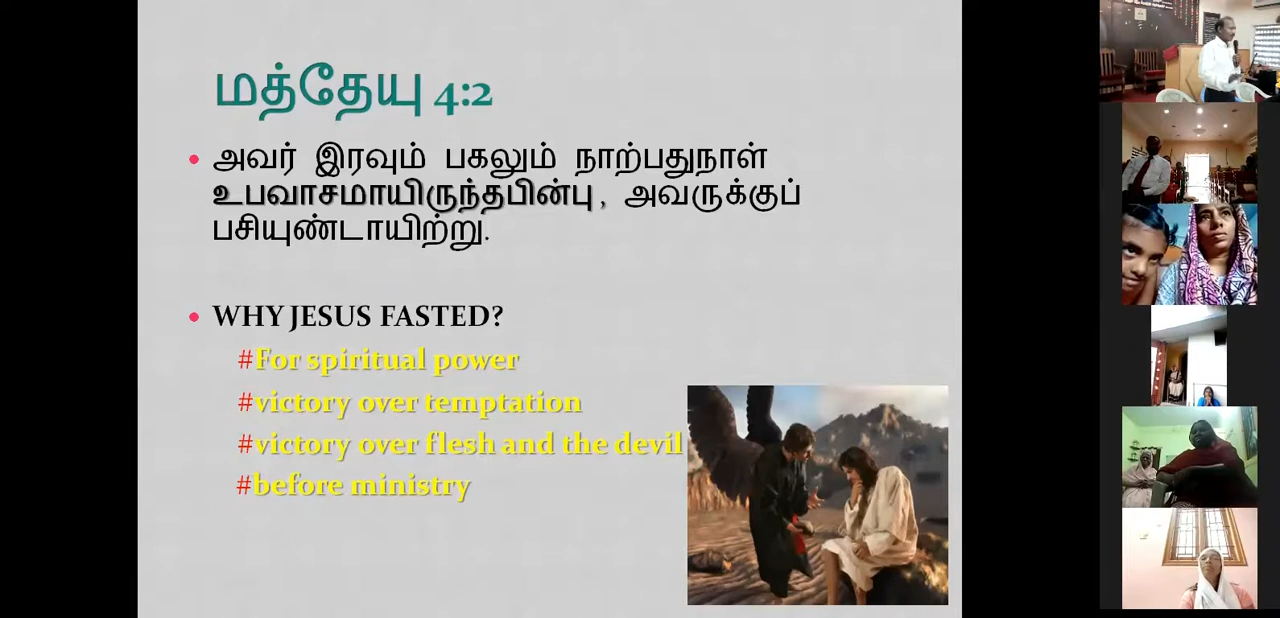 மத்தேயு 4:2
அவர் இரவும் பகலும் நாற்பதுநாள்
உபவாசமாயிருந்தபின்பு, அவருக்குப்
பசியுண்டாயிற்று.
WHY JESUS FASTED?
#For spiritual power
#victory over temptation
#victory over flesh and the devil
#before ministry